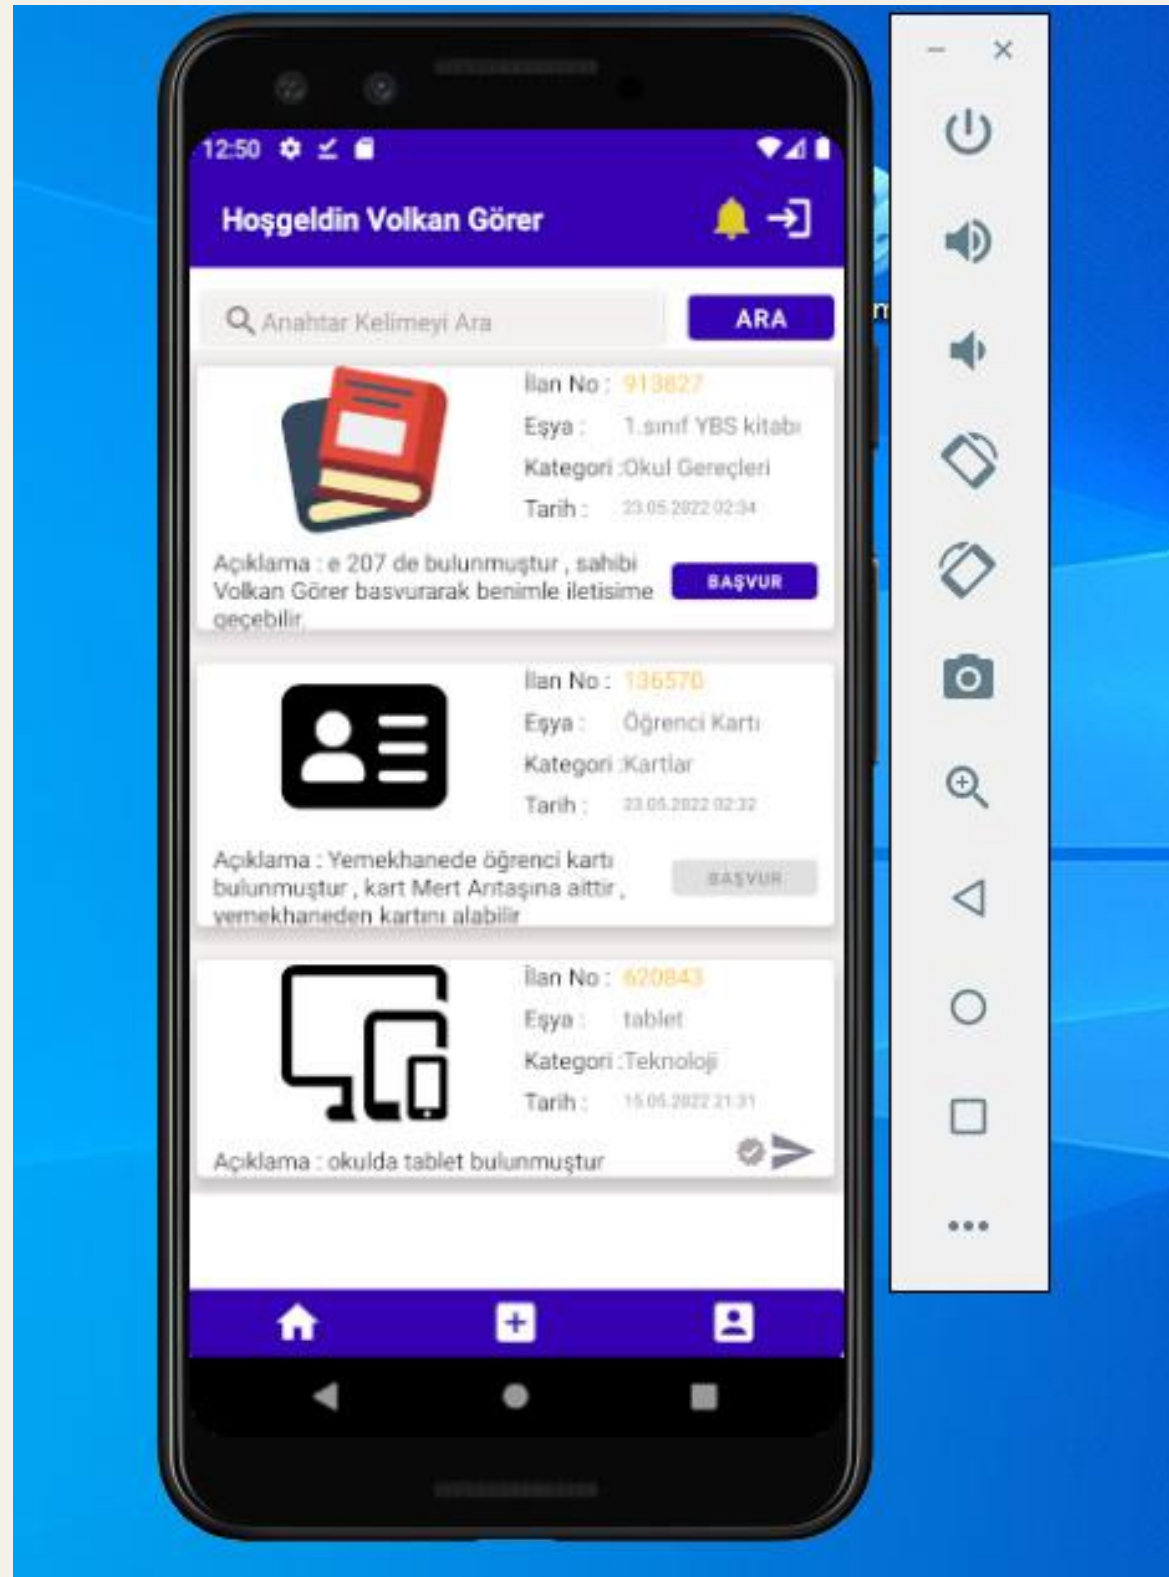 12:50
Hoşgeldin Volkan Görer
Anahtar Kelimeyi Ara
ARA
İlan No : 913827
Eşya : 1.sınıf YBS kitabı
Kategori :Okul Gereçleri
Tarih : 23.05.2022 02:34
Açıklama : e 207 de bulunmuştur , sahibi
Volkan Görer basvurarak benimle iletisime
geçebilir.
BAŞVUR
İlan No : 136570
Eşya : Öğrenci Kartı
Kategori :Kartlar
Tarih : 23.05.2022 02:32
Açıklama : Yemekhanede öğrenci kartı
bulunmuştur , kart Mert Arıtaşına aittir ,
yemekhaneden kartını alabilir
BAŞVUR
İlan No : 620843
Eşya : tablet
Kategori :Teknoloji
Tarih : 15.05.2022 21:31
Açıklama : okulda tablet bulunmuştur